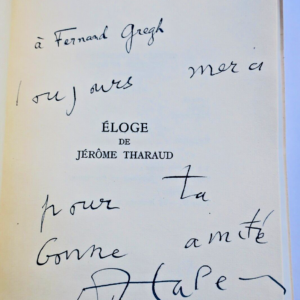 à Fernand Gregh
toujours merci
ÉLOGE
DE
JÉRÔME THARAUD
pour ta
bonne amitié